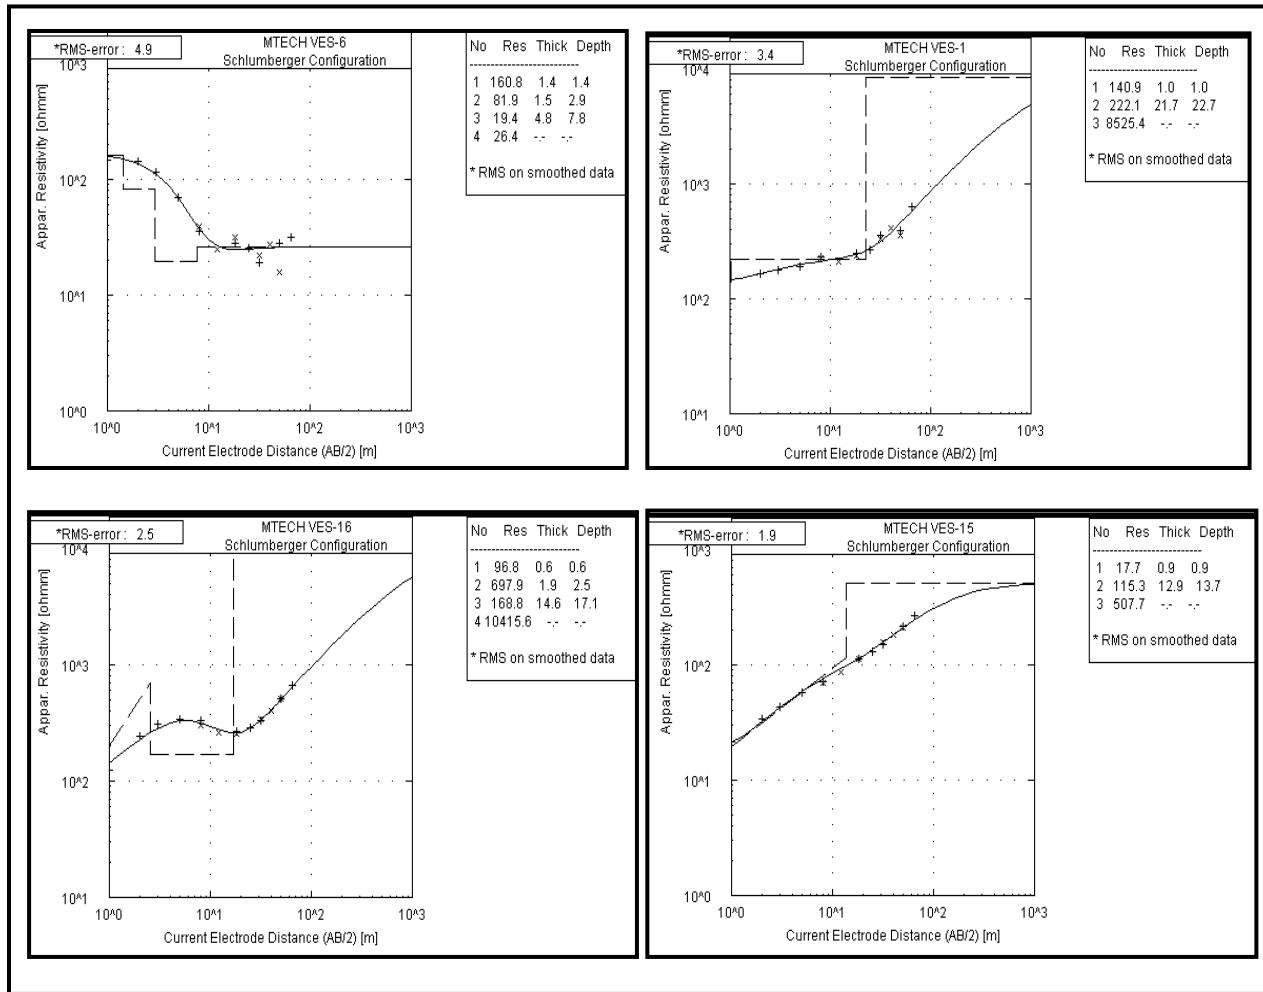 *RMS-error : 4.9
MTECH VES-6
Schlumberger Configuration
No Res Thick Depth
1 160.8 1.4 1.4
2 81.9 1.5 2.9
3 19.4 4.8 7.8
4 26.4 -.- -.-
* RMS on smoothed data
Appar. Resistivity [ohmm]
10^3
10^2
10^1
10^0
10^0 10^1 10^2 10^3
Current Electrode Distance (AB/2) [m]
*RMS-error : 3.4
MTECH VES-1
Schlumberger Configuration
No Res Thick Depth
1 140.9 1.0 1.0
2 222.1 21.7 22.7
3 8525.4 -.- -.-
* RMS on smoothed data
Appar. Resistivity [ohmm]
10^4
10^3
10^2
10^1
10^0 10^1 10^2 10^3
Current Electrode Distance (AB/2) [m]
*RMS-error : 2.5
MTECH VES-16
Schlumberger Configuration
No Res Thick Depth
1 96.8 0.6 0.6
2 697.9 1.9 2.5
3 168.8 14.6 17.1
4 10415.6 -.- -.-
* RMS on smoothed data
Appar. Resistivity [ohmm]
10^4
10^3
10^2
10^1
10^0 10^1 10^2 10^3
Current Electrode Distance (AB/2) [m]
*RMS-error : 1.9
MTECH VES-15
Schlumberger Configuration
No Res Thick Depth
1 17.7 0.9 0.9
2 115.3 12.9 13.7
3 507.7 -.- -.-
* RMS on smoothed data
Appar. Resistivity [ohmm]
10^3
10^2
10^1
10^0
10^0 10^1 10^2 10^3
Current Electrode Distance (AB/2) [m]